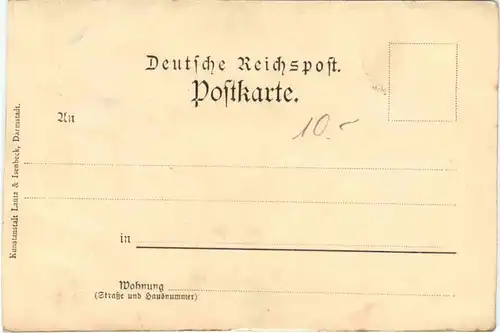 Deutsche Reichspost.
Postkarte.
An
10.-
in
Wohnung
(Straße und Hausnummer)
Kunstanstalt Lautz & Isenbeck, Darmstadt.